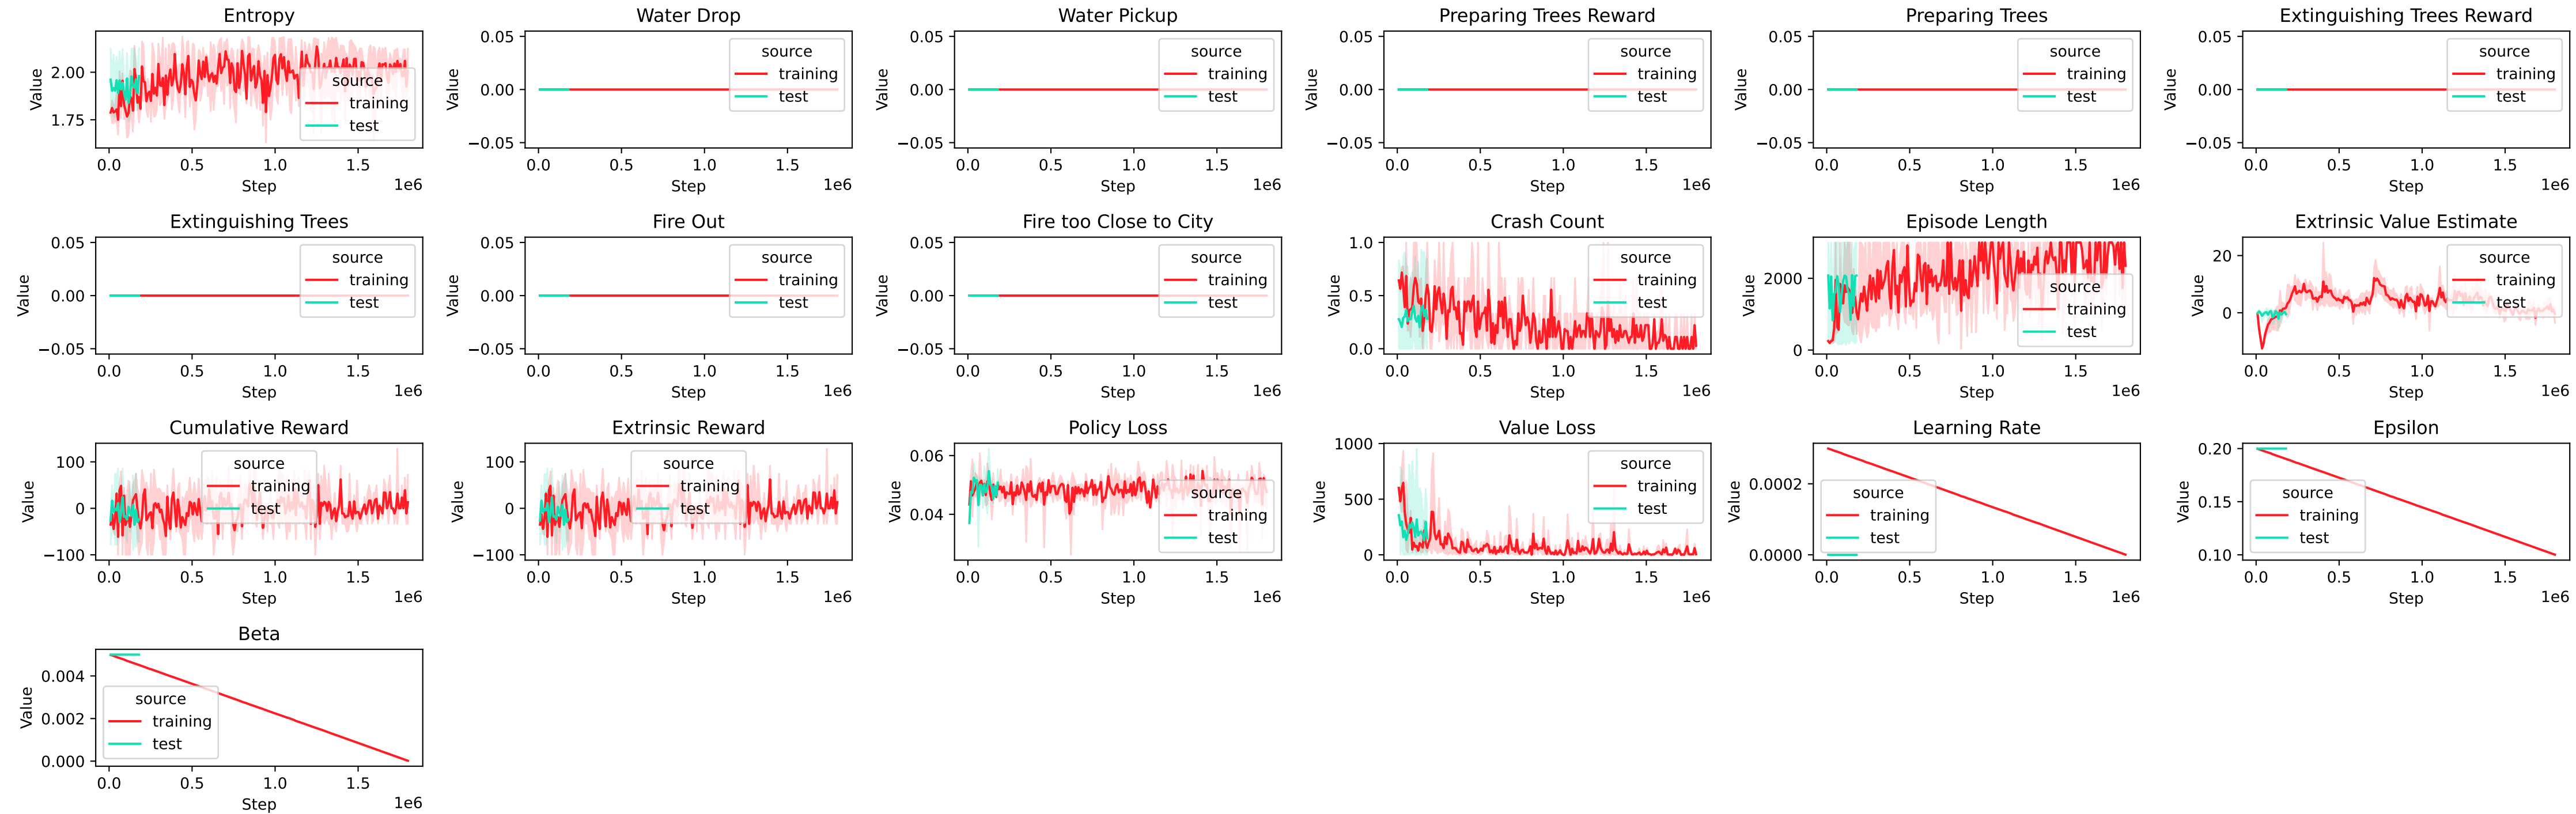 Entropy
Value
2.00
1.75
source
training
test
0.0 0.5 1.0 1.5
Step
1e6
Water Drop
Value
0.05
0.00
−0.05
source
training
test
0.0 0.5 1.0 1.5
Step
1e6
Water Pickup
Value
0.05
0.00
−0.05
source
training
test
0.0 0.5 1.0 1.5
Step
1e6
Preparing Trees Reward
Value
0.05
0.00
−0.05
source
training
test
0.0 0.5 1.0 1.5
Step
1e6
Preparing Trees
Value
0.05
0.00
−0.05
source
training
test
0.0 0.5 1.0 1.5
Step
1e6
Extinguishing Trees Reward
Value
0.05
0.00
−0.05
source
training
test
0.0 0.5 1.0 1.5
Step
1e6
Extinguishing Trees
Value
0.05
0.00
−0.05
source
training
test
0.0 0.5 1.0 1.5
Step
1e6
Fire Out
Value
0.05
0.00
−0.05
source
training
test
0.0 0.5 1.0 1.5
Step
1e6
Fire too Close to City
Value
0.05
0.00
−0.05
source
training
test
0.0 0.5 1.0 1.5
Step
1e6
Crash Count
Value
1.0
0.5
0.0
source
training
test
0.0 0.5 1.0 1.5
Step
1e6
Episode Length
Value
2000
0
source
training
test
0.0 0.5 1.0 1.5
Step
1e6
Extrinsic Value Estimate
Value
20
0
source
training
test
0.0 0.5 1.0 1.5
Step
1e6
Cumulative Reward
Value
100
0
−100
source
training
test
0.0 0.5 1.0 1.5
Step
1e6
Extrinsic Reward
Value
100
0
−100
source
training
test
0.0 0.5 1.0 1.5
Step
1e6
Policy Loss
Value
0.06
0.04
source
training
test
0.0 0.5 1.0 1.5
Step
1e6
Value Loss
Value
1000
500
0
source
training
test
0.0 0.5 1.0 1.5
Step
1e6
Learning Rate
Value
0.0002
0.0000
source
training
test
0.0 0.5 1.0 1.5
Step
1e6
Epsilon
Value
0.20
0.15
0.10
source
training
test
0.0 0.5 1.0 1.5
Step
1e6
Beta
Value
0.004
0.002
0.000
source
training
test
0.0 0.5 1.0 1.5
Step
1e6